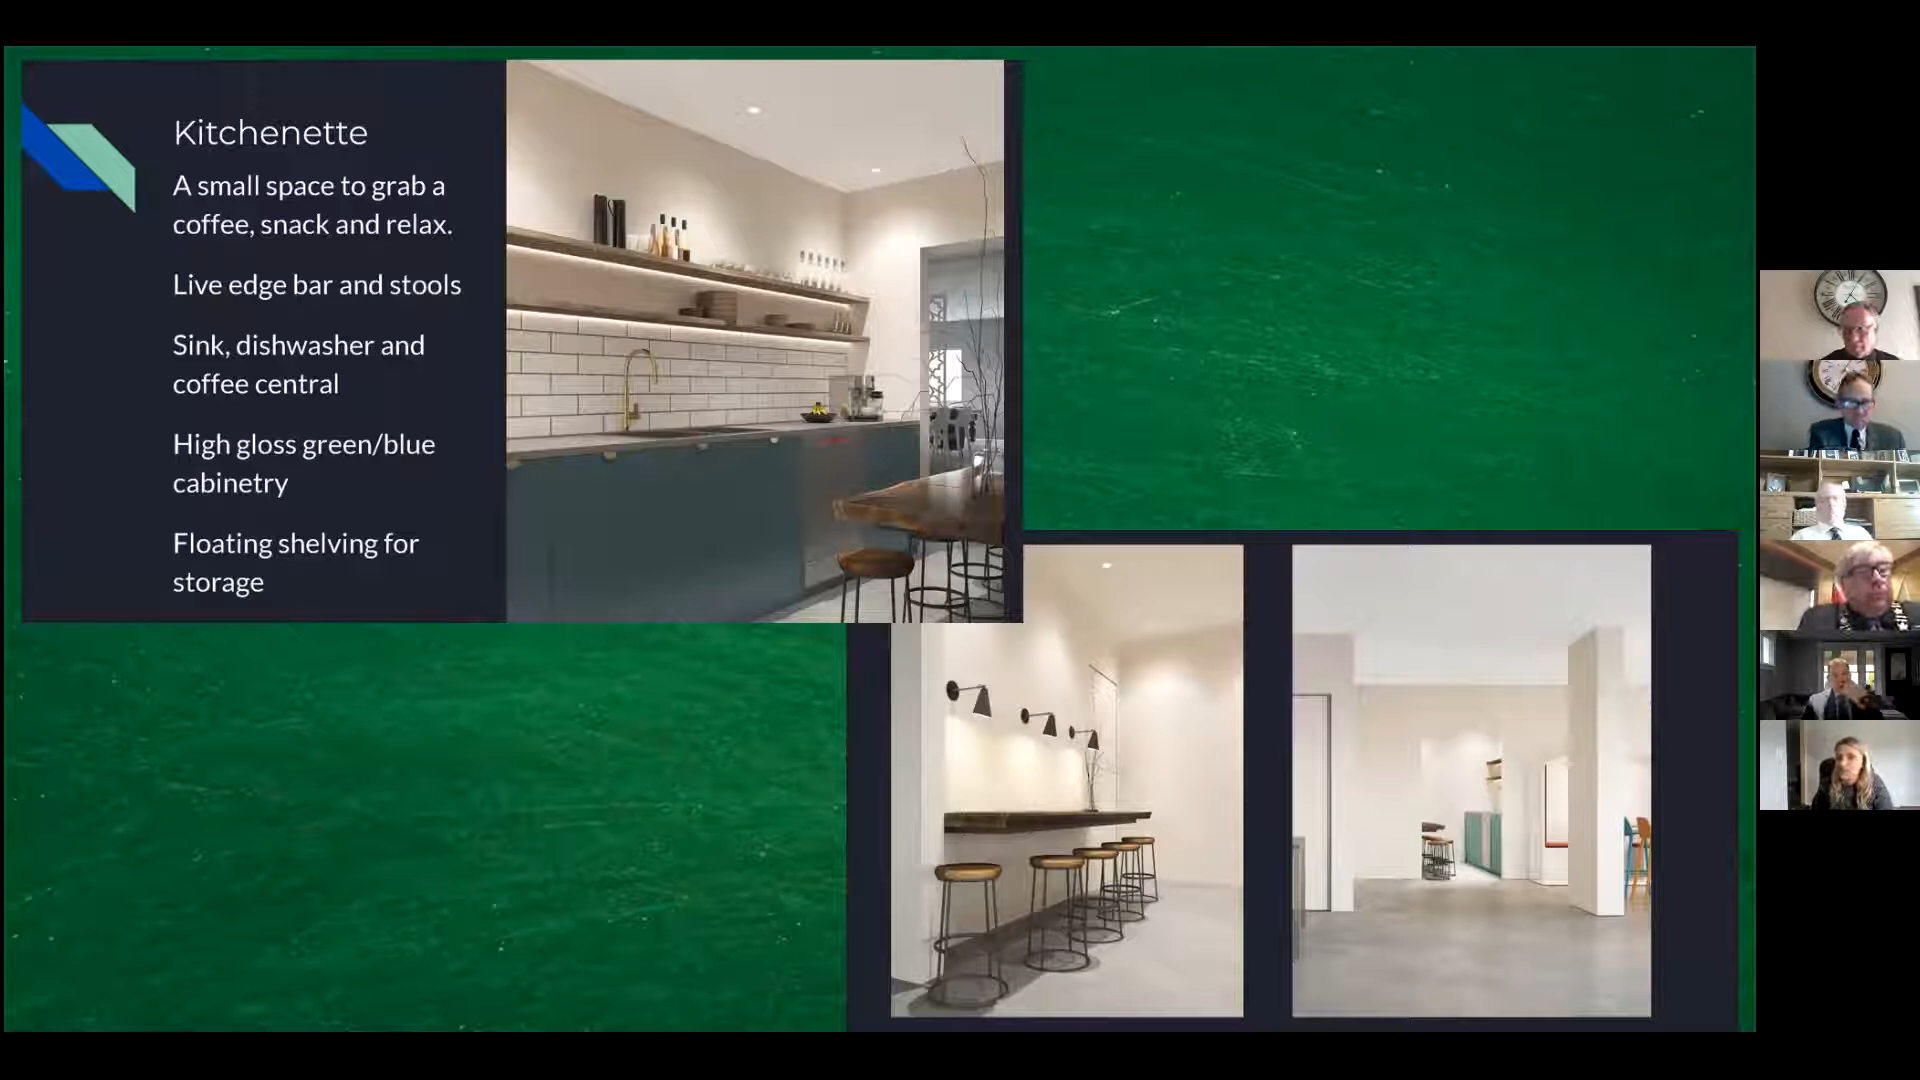 Kitchenette
A small space to grab a
coffee, snack and relax.
Live edge bar and stools
Sink, dishwasher and
coffee central
High gloss green/blue
cabinetry
Floating shelving for
storage